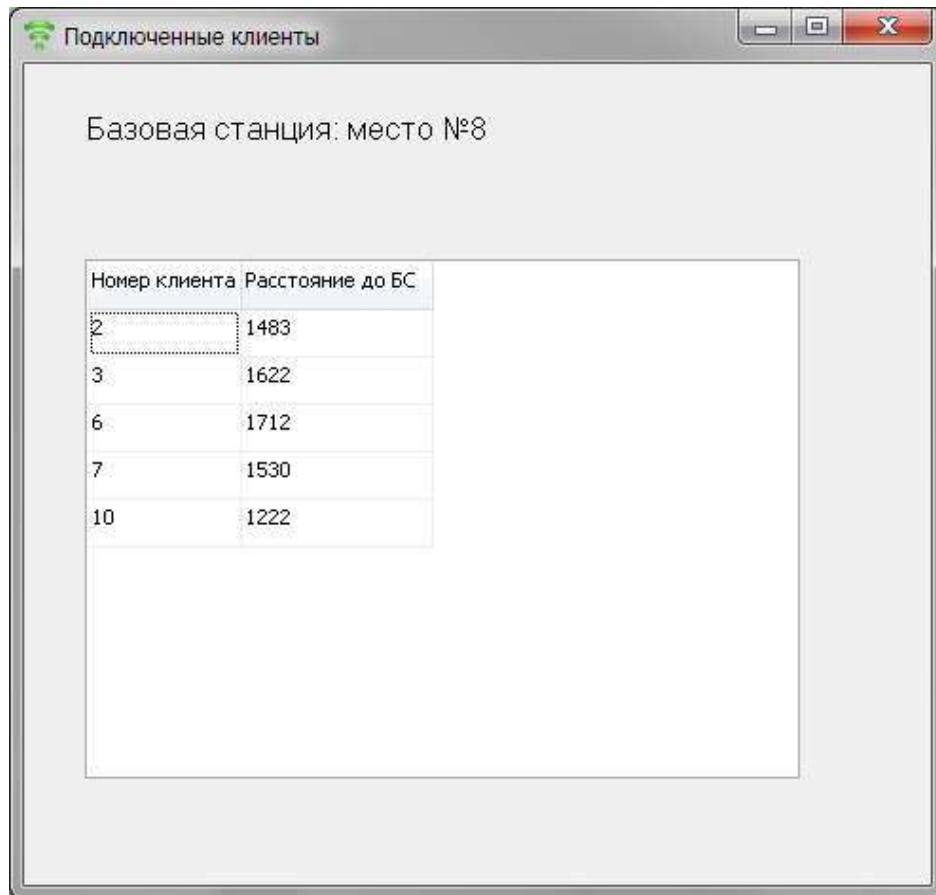 Подключенные клиенты
Базовая станция: место №8
Номер клиента Расстояние до БС
2 1483
3 1622
6 1712
7 1530
10 1222